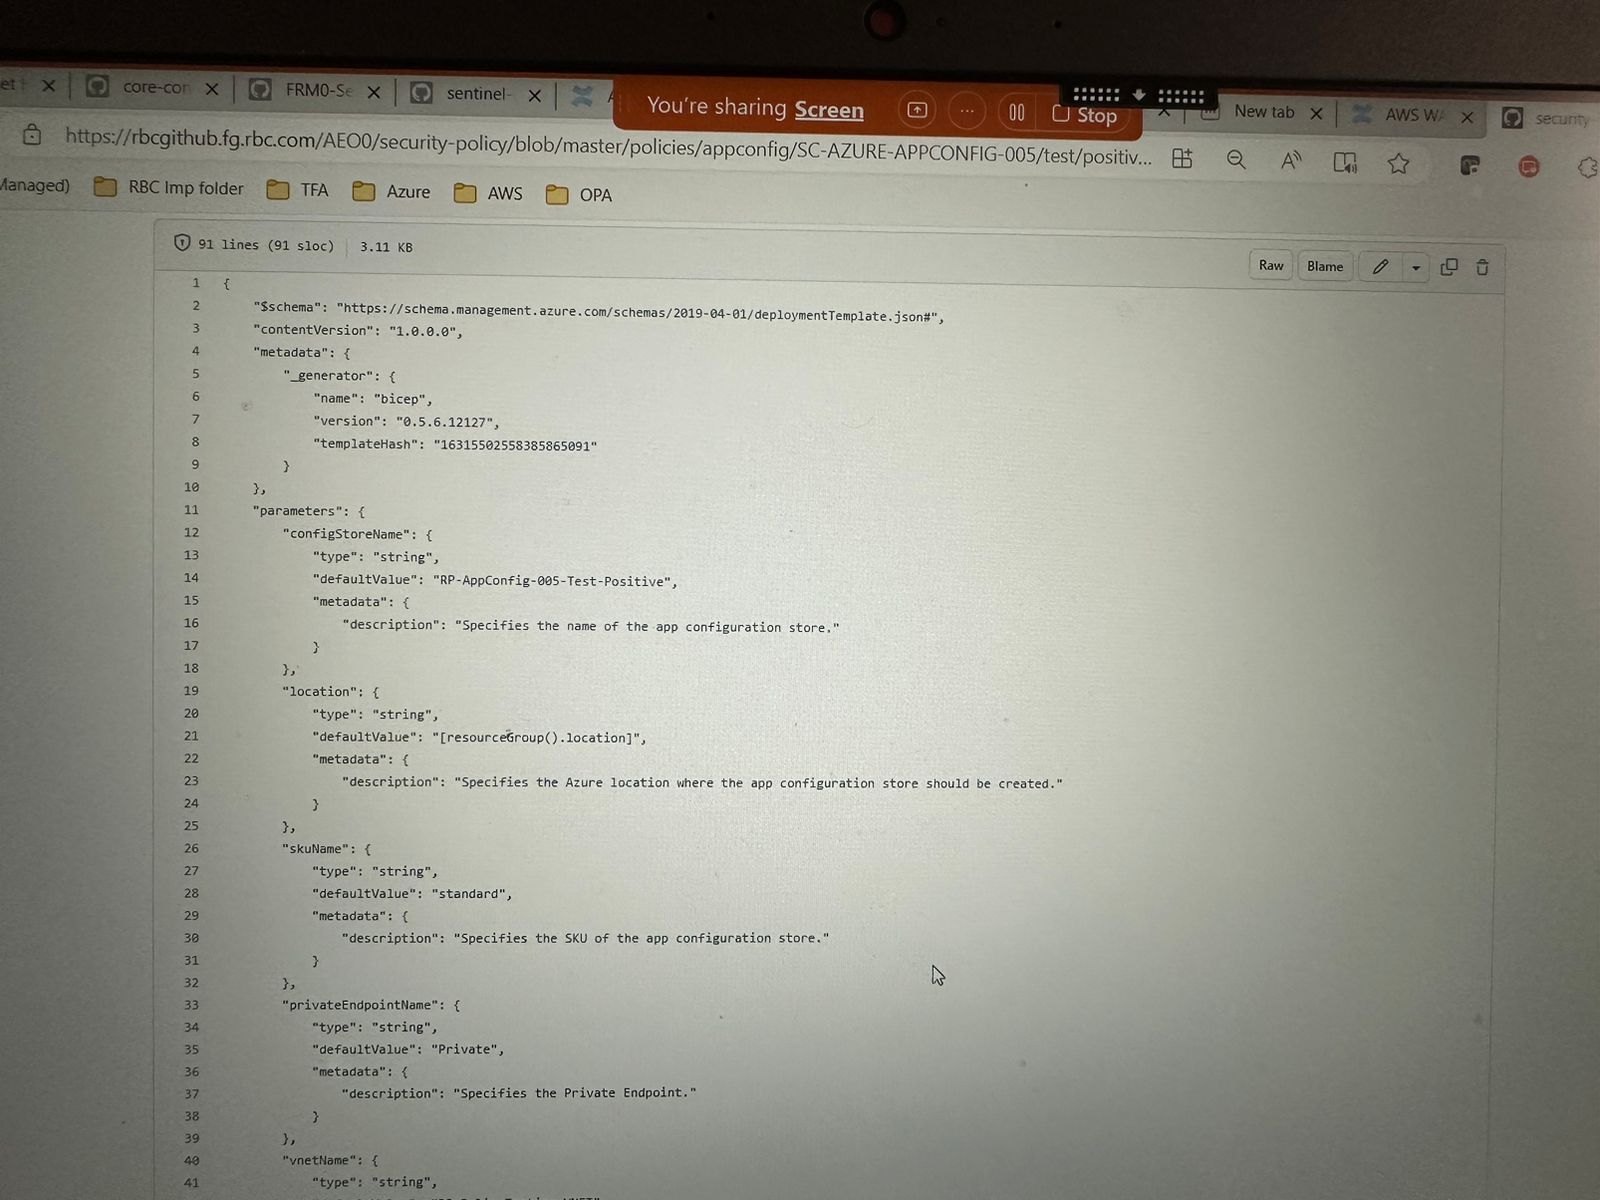 core-con
FRM0-Se
sentinel-
You're sharing Screen
Stop
New tab
AWS WA
security
https://rbcgithub.fg.rbc.com/AEO0/security-policy/blob/master/policies/appconfig/SC-AZURE-APPCONFIG-005/test/positiv...
Managed)
RBC Imp folder
TFA
Azure
AWS
OPA
91 lines (91 sloc)
3.11 KB
Raw
Blame
1 {
2 "$schema": "https://schema.management.azure.com/schemas/2019-04-01/deploymentTemplate.json#",
3 "contentVersion": "1.0.0.0",
4 "metadata": {
5 "_generator": {
6 "name": "bicep",
7 "version": "0.5.6.12127",
8 "templateHash": "16315502558385865091"
9 }
10 },
11 "parameters": {
12 "configStoreName": {
13 "type": "string",
14 "defaultValue": "RP-AppConfig-005-Test-Positive",
15 "metadata": {
16 "description": "Specifies the name of the app configuration store."
17 }
18 },
19 "location": {
20 "type": "string",
21 "defaultValue": "[resourceGroup().location]",
22 "metadata": {
23 "description": "Specifies the Azure location where the app configuration store should be created."
24 }
25 },
26 "skuName": {
27 "type": "string",
28 "defaultValue": "standard",
29 "metadata": {
30 "description": "Specifies the SKU of the app configuration store."
31 }
32 },
33 "privateEndpointName": {
34 "type": "string",
35 "defaultValue": "Private",
36 "metadata": {
37 "description": "Specifies the Private Endpoint."
38 }
39 },
40 "vnetName": {
41 "type": "string",